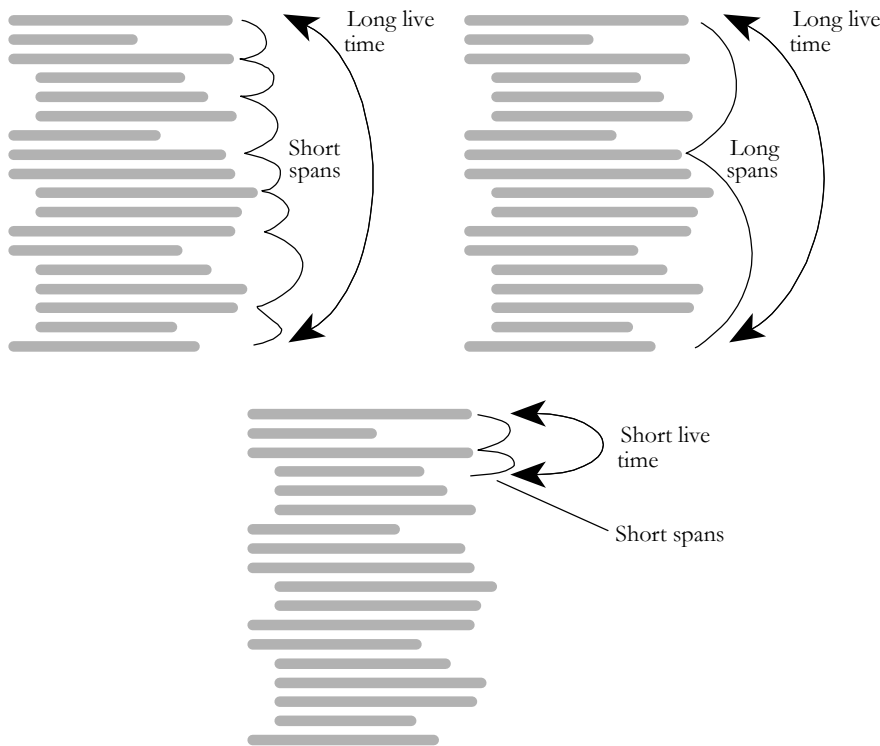 Long live
time
Short
spans
Long live
time
Long
spans
Short live
time
Short spans